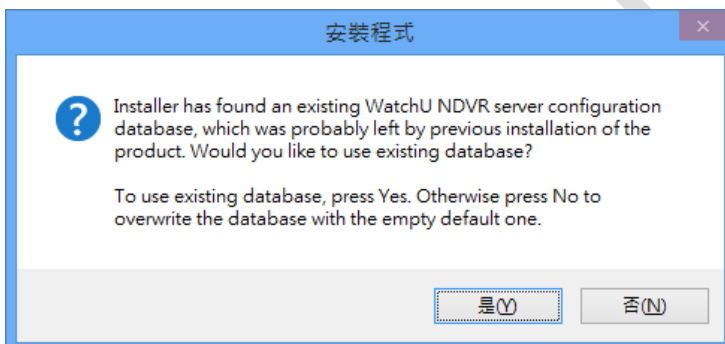 安裝程式
Installer has found an existing WatchU NDVR server configuration
database, which was probably left by previous installation of the
product. Would you like to use existing database?
To use existing database, press Yes. Otherwise press No to
overwrite the database with the empty default one.
是(Y)
否(N)